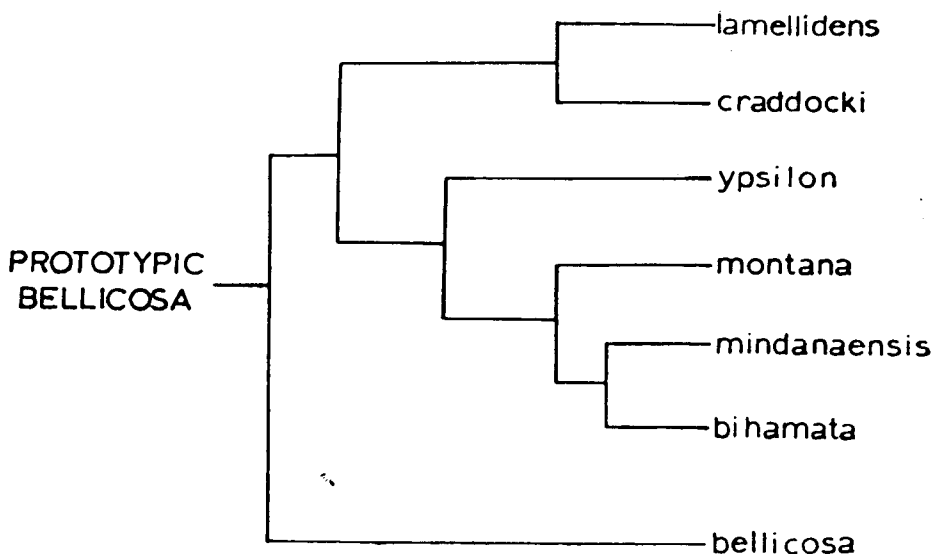 lamellidens
craddocki
ypsilon
montana
PROTOTYPIC
BELLICOSA
mindanaensis
bihamata
bellicosa